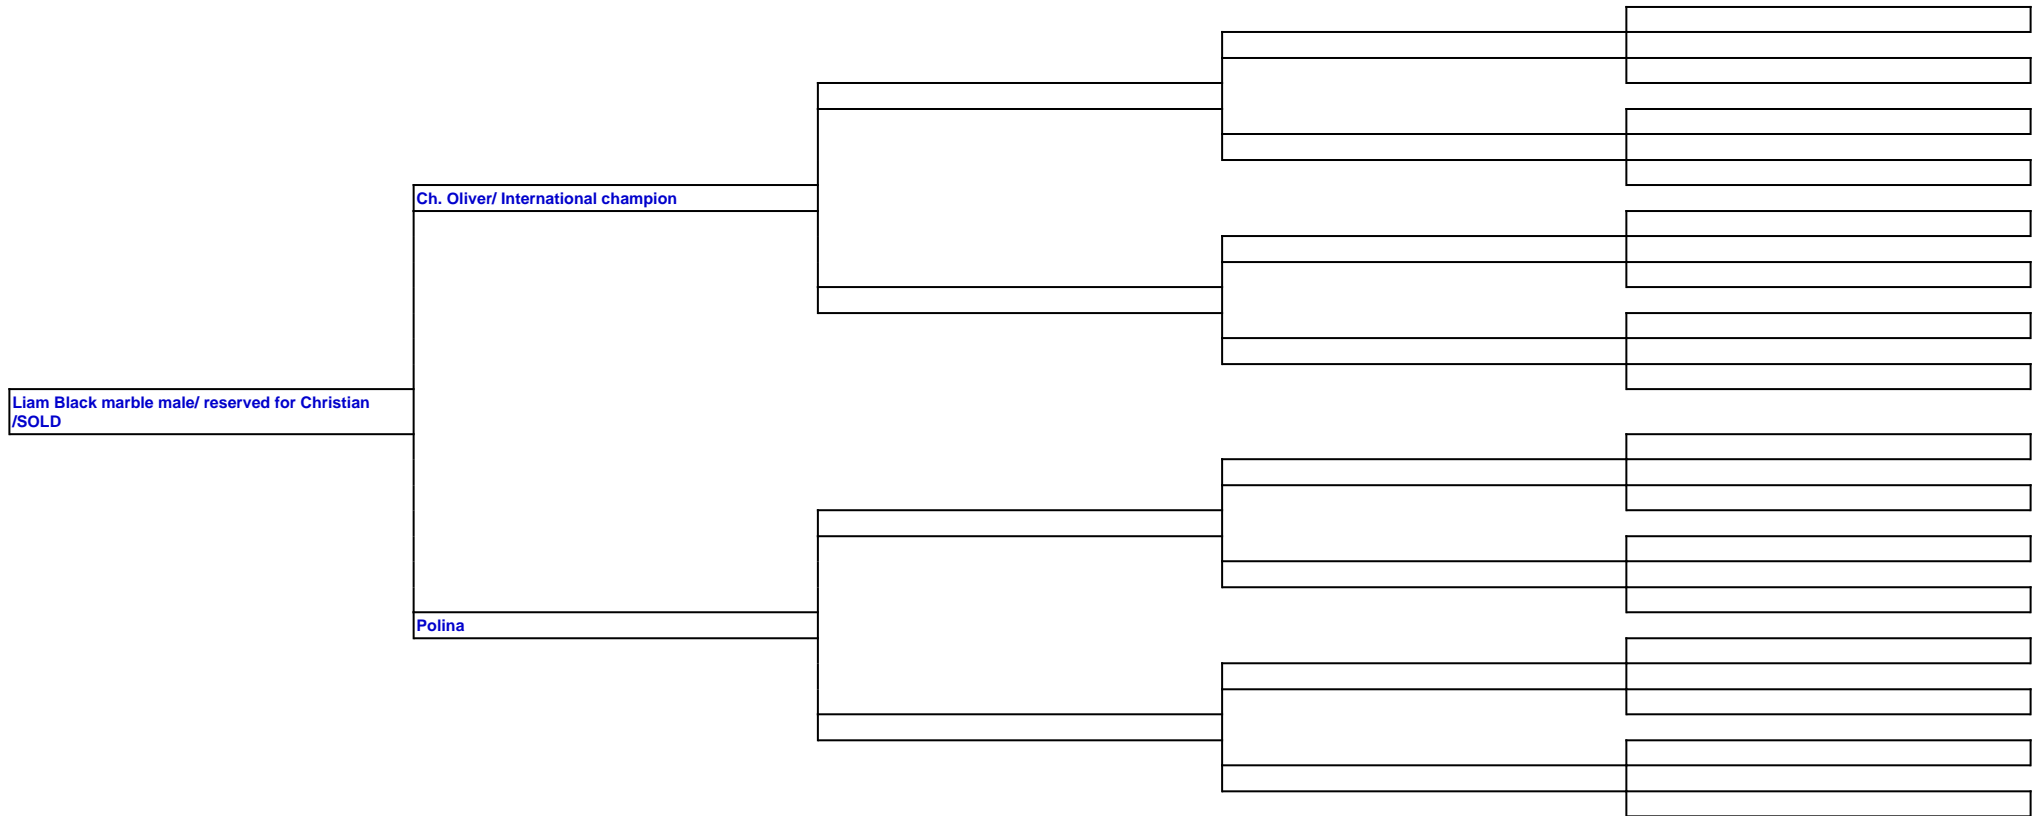 Ch. Oliver/ International champion
Liam Black marble male/ reserved for Christian
/SOLD
Polina